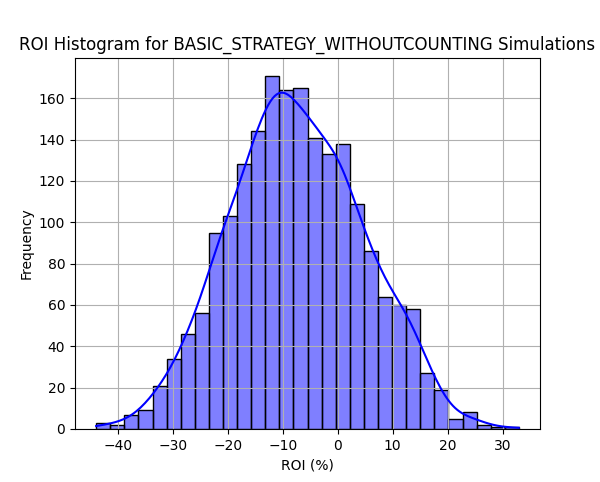 ROI Histogram for BASIC_STRATEGY_WITHOUTCOUNTING Simulations
160
140
120
100
80
60
40
20
0
Frequency
−40 −30 −20 −10 0 10 20 30
ROI (%)